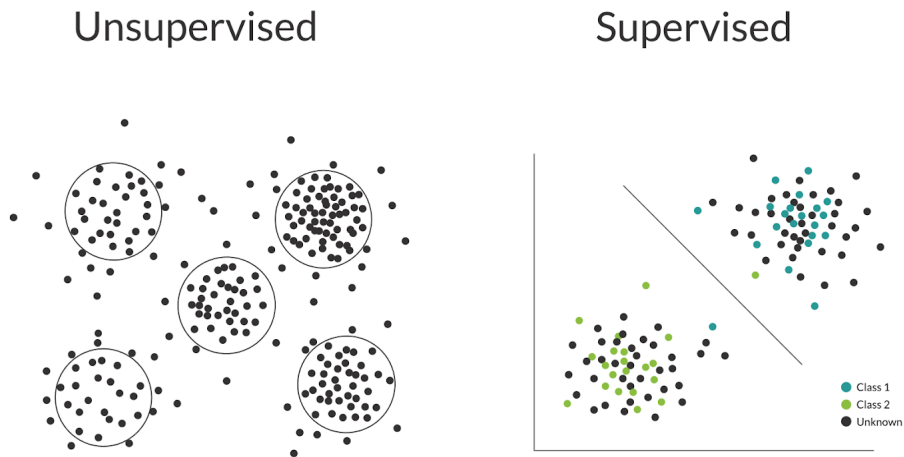 Unsupervised
Supervised
Class 1
Class 2
Unknown